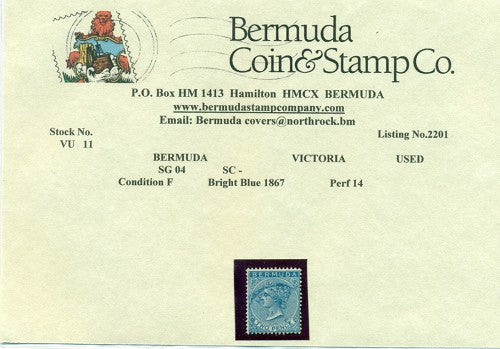 Bermuda
Coin&Stamp Co.
P.O. Box HM 1413 Hamilton HMCX BERMUDA
www.bermudastampcompany.com
Email: Bermuda covers@northrock.bm
Stock No. Listing No.2201
VU 11
BERMUDA VICTORIA USED
SG 04 SC -
Condition F Bright Blue 1867 Perf 14